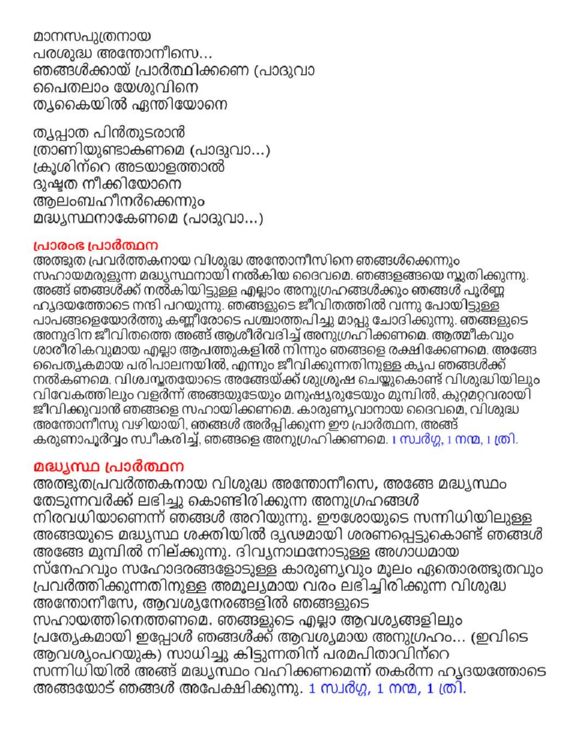 മാനസപുത്രനായ
പരശുദ്ധ അന്തോനീസെ...
ഞങ്ങൾക്കായ് പ്രാർത്ഥിക്കണെ (പാദുവാ
പൈതലാം യേശുവിനെ
തൃകൈയിൽ ഏന്തിയോനെ
തൃപ്പാത പിൻതുടരാൻ
ത്രാണിയുണ്ടാകണമെ (പാദുവാ...)
ക്രൂശിന്റെ അടയാളത്താൽ
ദുഷ്ടത നീക്കിയോനെ
ആലംബഹീനർക്കെന്നും
മദ്ധ്യസ്ഥനാകേണമെ (പാദുവാ...)
പ്രാരംഭ പ്രാർത്ഥന
അത്ഭുത പ്രവർത്തകനായ വിശുദ്ധ അന്തോനീസിനെ ഞങ്ങൾക്കെന്നും
സഹായമരുളുന്ന മദ്ധ്യസ്ഥനായി നൽകിയ ദൈവമെ. ഞങ്ങളങ്ങയെ സ്തുതിക്കുന്നു.
അങ്ങ് ഞങ്ങൾക്ക് നൽകിയിട്ടുള്ള എല്ലാം അനുഗ്രഹങ്ങൾക്കും ഞങ്ങൾ പൂർണ്ണ
ഹൃദയത്തോടെ നന്ദി പറയുന്നു. ഞങ്ങളുടെ ജീവിതത്തിൽ വന്നു പോയിട്ടുള്ള
പാപങ്ങളെയോർത്തു കണ്ണീരോടെ പശ്ചാത്തപിച്ചു മാപ്പു ചോദിക്കുന്നു. ഞങ്ങളുടെ
അനുദിന ജീവിതത്തെ അങ്ങ് ആശീർവദിച്ച് അനുഗ്രഹിക്കണമെ. ആത്മീകവും
ശാരീരികവുമായ എല്ലാ ആപത്തുകളിൽ നിന്നും ഞങ്ങളെ രക്ഷിക്കേണമെ. അങ്ങേ
പൈതൃകമായ പരിപാലനയിൽ, എന്നും ജീവിക്കുന്നതിനുള്ള കൃപ ഞങ്ങൾക്ക്
നൽകണമെ. വിശ്വസ്തതയോടെ അങ്ങേയ്ക്ക് ശുശ്രുഷ ചെയ്തുകൊണ്ട് വിശുദ്ധിയിലും
വിവേകത്തിലും വളർന്ന് അങ്ങയുടേയും മനുഷ്യരുടേയും മുമ്പിൽ, കുറ്റമറ്റവരായി
ജീവിക്കുവാൻ ഞങ്ങളെ സഹായിക്കണമെ. കാരുണ്യവാനായ ദൈവമെ, വിശുദ്ധ
അന്തോനീസു വഴിയായി, ഞങ്ങൾ അർപ്പിക്കുന്ന ഈ പ്രാർത്ഥന, അങ്ങ്
കരുണാപൂർവ്വം സ്വീകരിച്ച്, ഞങ്ങളെ അനുഗ്രഹിക്കണമെ. 1 സ്വർഗ്ഗ, 1 നന്മ, 1 ത്രി.
മദ്ധ്യസ്ഥ പ്രാർത്ഥന
അത്ഭുതപ്രവർത്തകനായ വിശുദ്ധ അന്തോനീസെ, അങ്ങേ മദ്ധ്യസ്ഥം
തേടുന്നവർക്ക് ലഭിച്ചു കൊണ്ടിരിക്കുന്ന അനുഗ്രഹങ്ങൾ
നിരവധിയാണെന്ന് ഞങ്ങൾ അറിയുന്നു. ഈശോയുടെ സന്നിധിയിലുള്ള
അങ്ങയുടെ മദ്ധ്യസ്ഥ ശക്തിയിൽ ദൃഢമായി ശരണപ്പെട്ടുകൊണ്ട് ഞങ്ങൾ
അങ്ങേ മുമ്പിൽ നില്ക്കുന്നു. ദിവ്യനാഥനോടുള്ള അഗാധമായ
സ്നേഹവും സഹോദരങ്ങളോടുള്ള കാരുണ്യവും മൂലം ഏതൊരത്ഭുതവും
പ്രവർത്തിക്കുന്നതിനുള്ള അമൂല്യമായ വരം ലഭിച്ചിരിക്കുന്ന വിശുദ്ധ
അന്തോനീസേ, ആവശ്യനേരങ്ങളിൽ ഞങ്ങളുടെ
സഹായത്തിനെത്തണമെ. ഞങ്ങളുടെ എല്ലാ ആവശ്യങ്ങളിലും
പ്രത്യേകമായി ഇപ്പോൾ ഞങ്ങൾക്ക് ആവശ്യമായ അനുഗ്രഹം... (ഇവിടെ
ആവശ്യംപറയുക) സാധിച്ചു കിട്ടുന്നതിന് പരമപിതാവിന്റെ
സന്നിധിയിൽ അങ്ങ് മദ്ധ്യസ്ഥം വഹിക്കണമെന്ന് തകർന്ന ഹൃദയത്തോടെ
അങ്ങയോട് ഞങ്ങൾ അപേക്ഷിക്കുന്നു. 1 സ്വർഗ്ഗ, 1 നന്മ, 1 ത്രി.